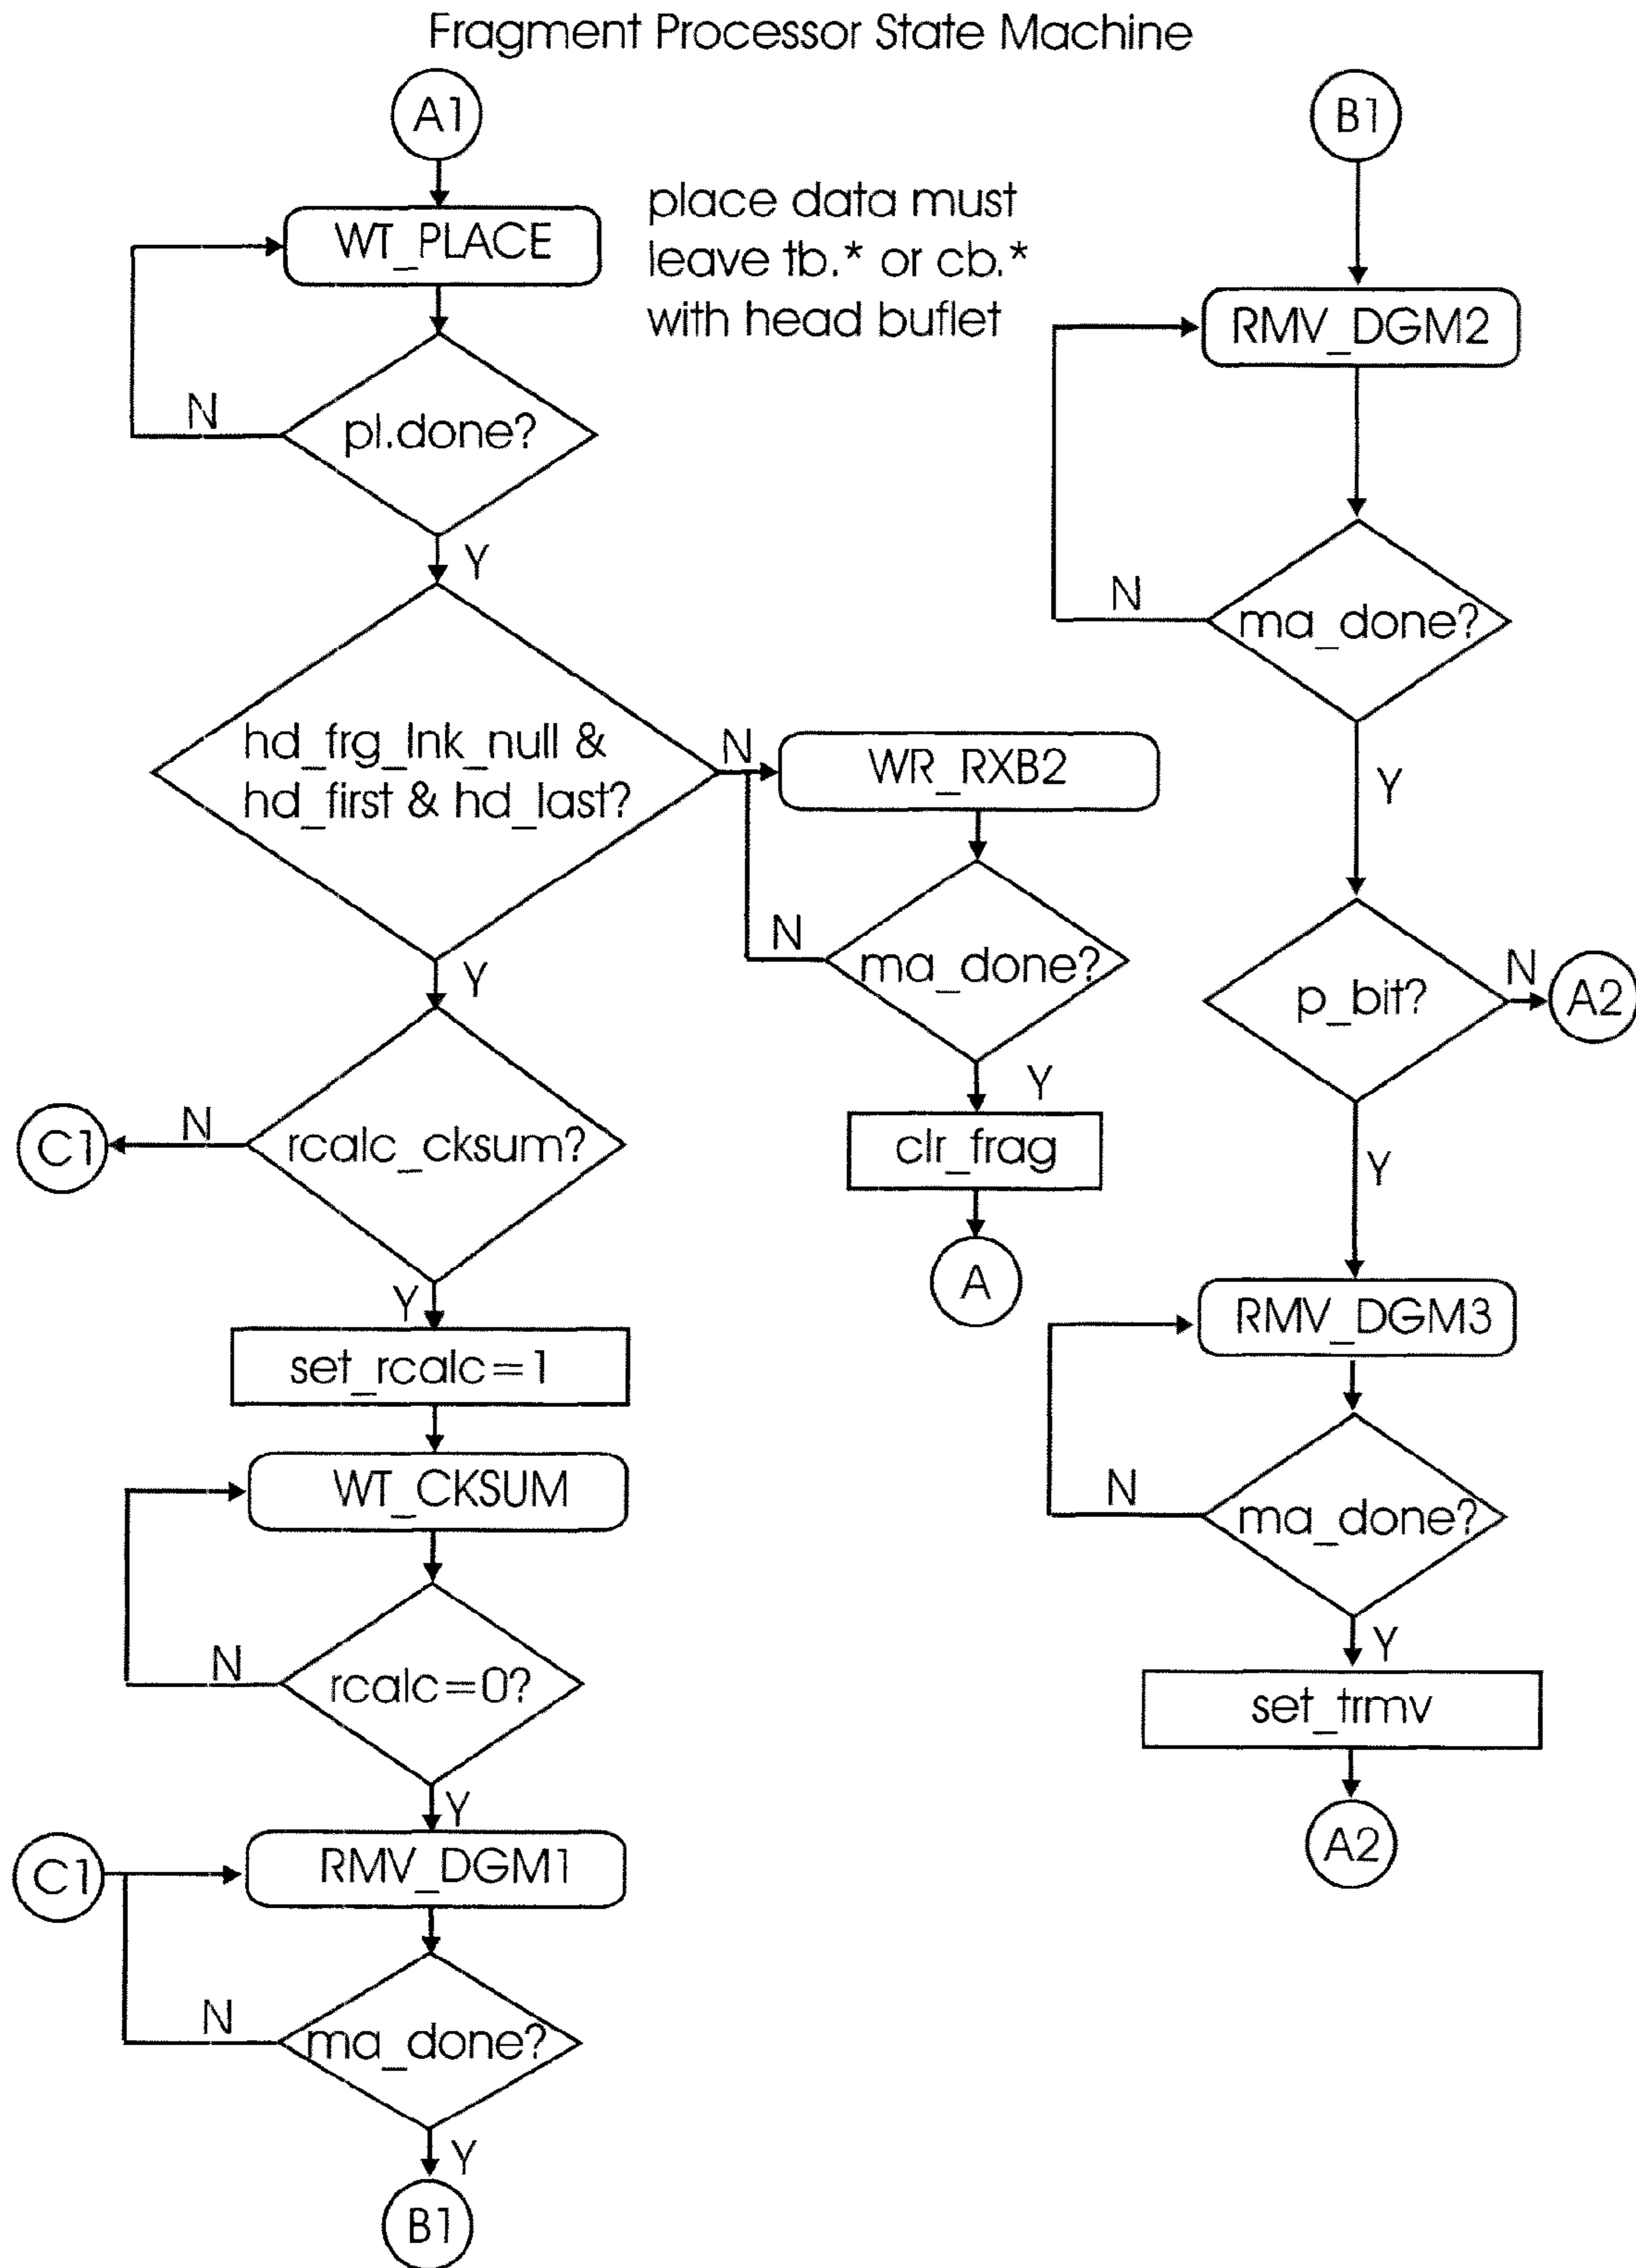 Fragment Processor State Machine
A1
WT_PLACE
place data must
leave tb.* or cb.*
with head buflet
pl.done?
N
Y
hd_frg_lnk_null &
hd_first & hd_last?
N
WR_RXB2
ma_done?
N
Y
clr_frag
A
Y
rcalc_cksum?
N
C1
Y
set_rcalc=1
WT_CKSUM
rcalc=0?
N
Y
C1
RMV_DGM1
ma_done?
N
Y
B1
B1
RMV_DGM2
ma_done?
N
Y
p_bit?
N
A2
Y
RMV_DGM3
ma_done?
N
Y
set_trmv
A2